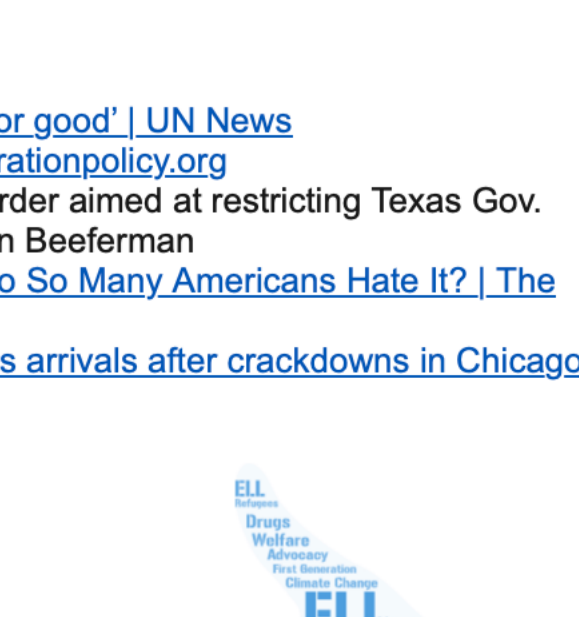 or good’ | UN News
rationpolicy.org
rder aimed at restricting Texas Gov.
n Beeferman
o So Many Americans Hate It? | The
s arrivals after crackdowns in Chicago
ELL
Refugees
Drugs
Welfare
Advocacy
First Generation
Climate Change
ELL